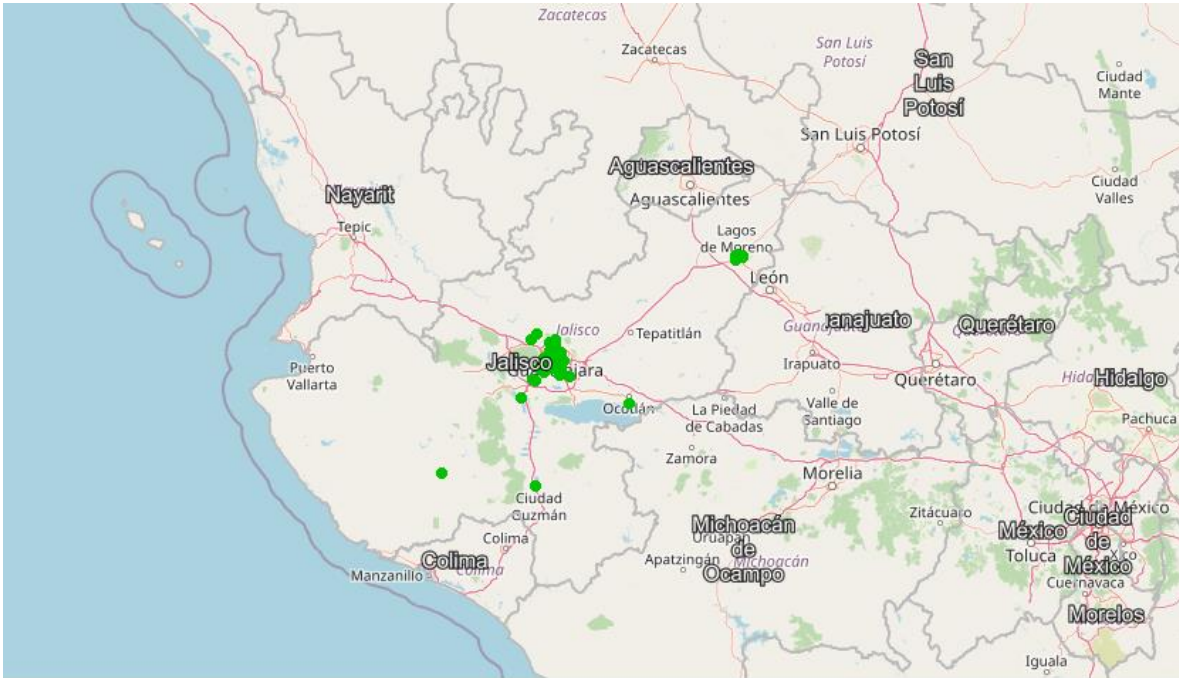 Zacatecas
Zacatecas
San Luis
Potosí
San
Luis
Potosí
Ciudad
Mante
San Luis Potosí
Aguascalientes
Aguascalientes
Ciudad
Valles
Nayarit
Tepic
Lagos
de Moreno
León
Jalisco
Tepatitlán
Guanajua
anajuato
Querétaro
Jalisco
Puerto
Vallarta
Irapuato
Querétaro
Hidalgo
Ocotlán
La Piedad
de Cabadas
Valle de
Santiago
Pachuca
Zamora
Morelia
Ciudad
Guzmán
Zitácuaro
Ciudad de México
Ciudad
de
México
México
Toluca
Michoacán
de
Ocampo
Uruapan
Michoacán
Apatzingán
Colima
Colima
Colima
Manzanillo
Cuernavaca
Morelos
Iguala